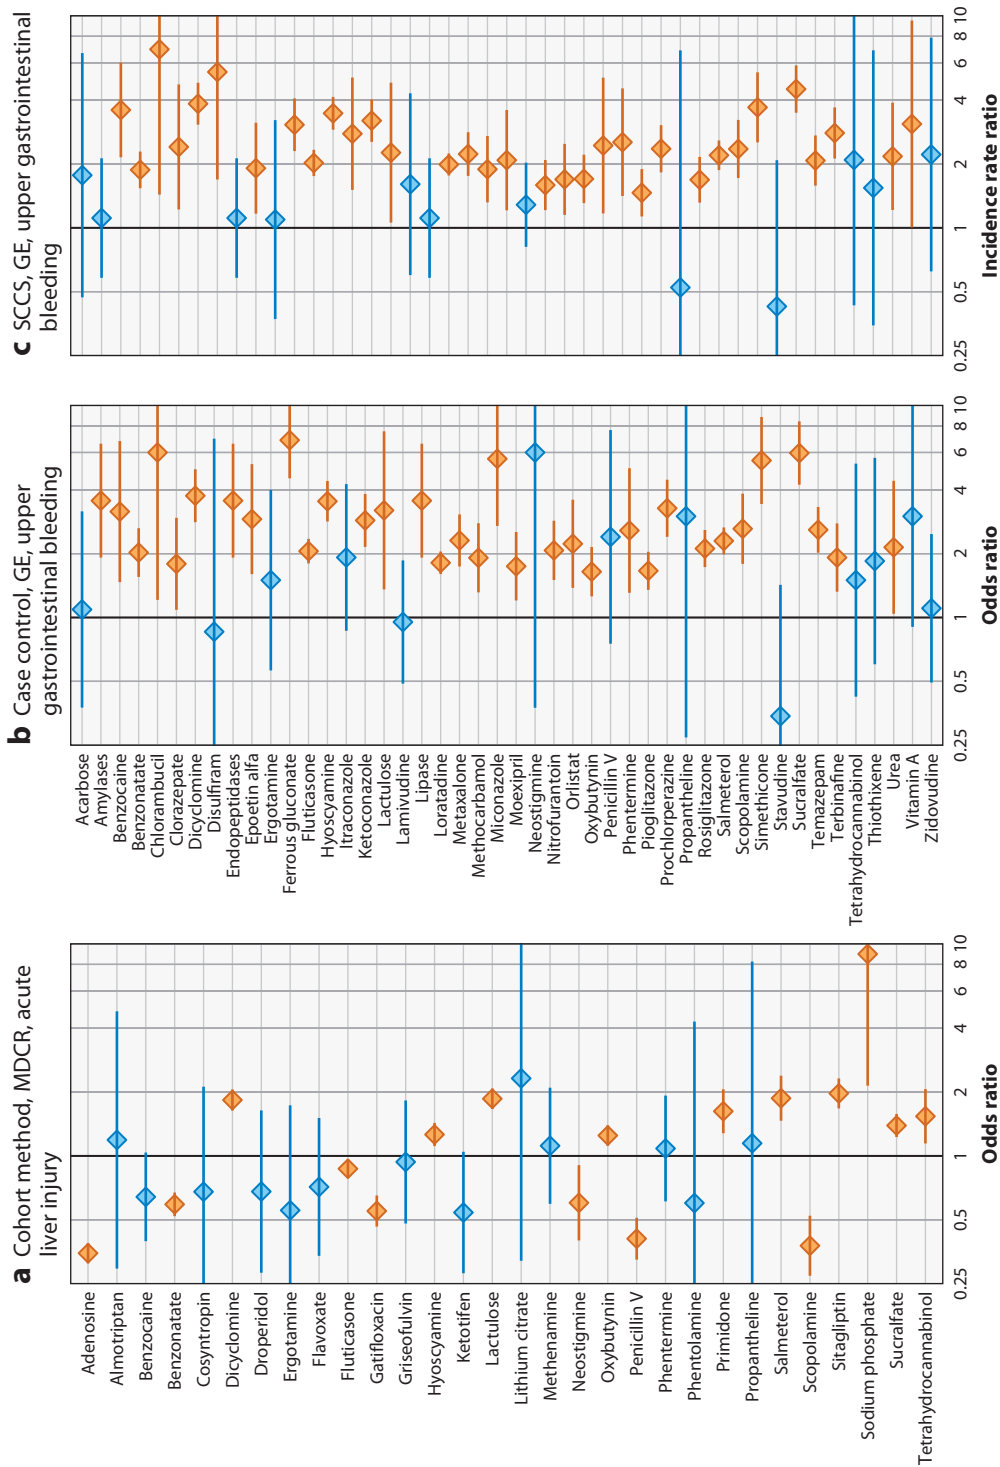 a Cohort method, MDCR, acute
liver injury
Adenosine
Almotriptan
Benzocaine
Benzonatate
Cosyntropin
Dicyclomine
Droperidol
Ergotamine
Flavoxate
Fluticasone
Gatifloxacin
Griseofulvin
Hyoscyamine
Ketotifen
Lactulose
Lithium citrate
Methenamine
Neostigmine
Oxybutynin
Penicillin V
Phentermine
Phentolamine
Primidone
Propantheline
Salmeterol
Scopolamine
Sitagliptin
Sodium phosphate
Sucralfate
Tetrahydrocannabinol
0.25 0.5 1 2 4 6 8 10
Odds ratio
b Case control, GE, upper
gastrointestinal bleeding
Acarbose
Amylases
Benzocaine
Benzonatate
Chlorambucil
Clorazepate
Dicyclomine
Disulfiram
Endopeptidases
Epoetin alfa
Ergotamine
Ferrous gluconate
Fluticasone
Hyoscyamine
Itraconazole
Ketoconazole
Lactulose
Lamivudine
Lipase
Loratadine
Metaxalone
Methocarbamol
Miconazole
Moexipril
Neostigmine
Nitrofurantoin
Orlistat
Oxybutynin
Penicillin V
Phentermine
Pioglitazone
Prochlorperazine
Propantheline
Rosiglitazone
Salmeterol
Scopolamine
Simethicone
Stavudine
Sucralfate
Temazepam
Terbinafine
Tetrahydrocannabinol
Thiothixene
Urea
Vitamin A
Zidovudine
0.25 0.5 1 2 4 6 8 10
Odds ratio
c SCCS, GE, upper gastrointestinal
bleeding
0.25 0.5 1 2 4 6 8 10
Incidence rate ratio